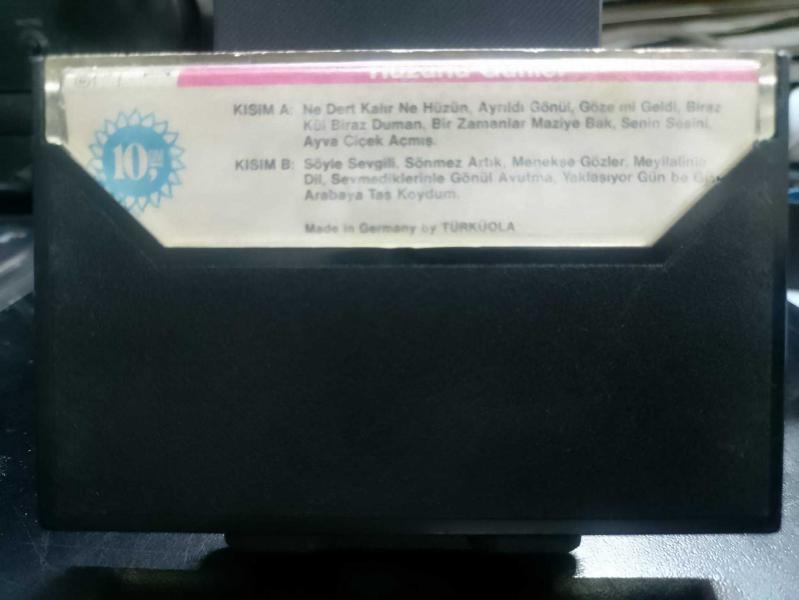 KISIM A: Ne Dert Kalır Ne Hüzün, Ayrıldı Gönül, Göze mi Geldi, Biraz
Kül Biraz Duman, Bir Zamanlar Maziye Bak, Senin Sesini,
Ayva Çiçek Açmış.
10,
KISIM B: Söyle Sevgili, Sönmez Artık, Menekşe Gözler,
Dil, Sevmediklerinle Gönül Avutma, Yaklaşıyor Gün be
Arabaya Taş Koydum.
Made in Germany by TÜRKÜOLA